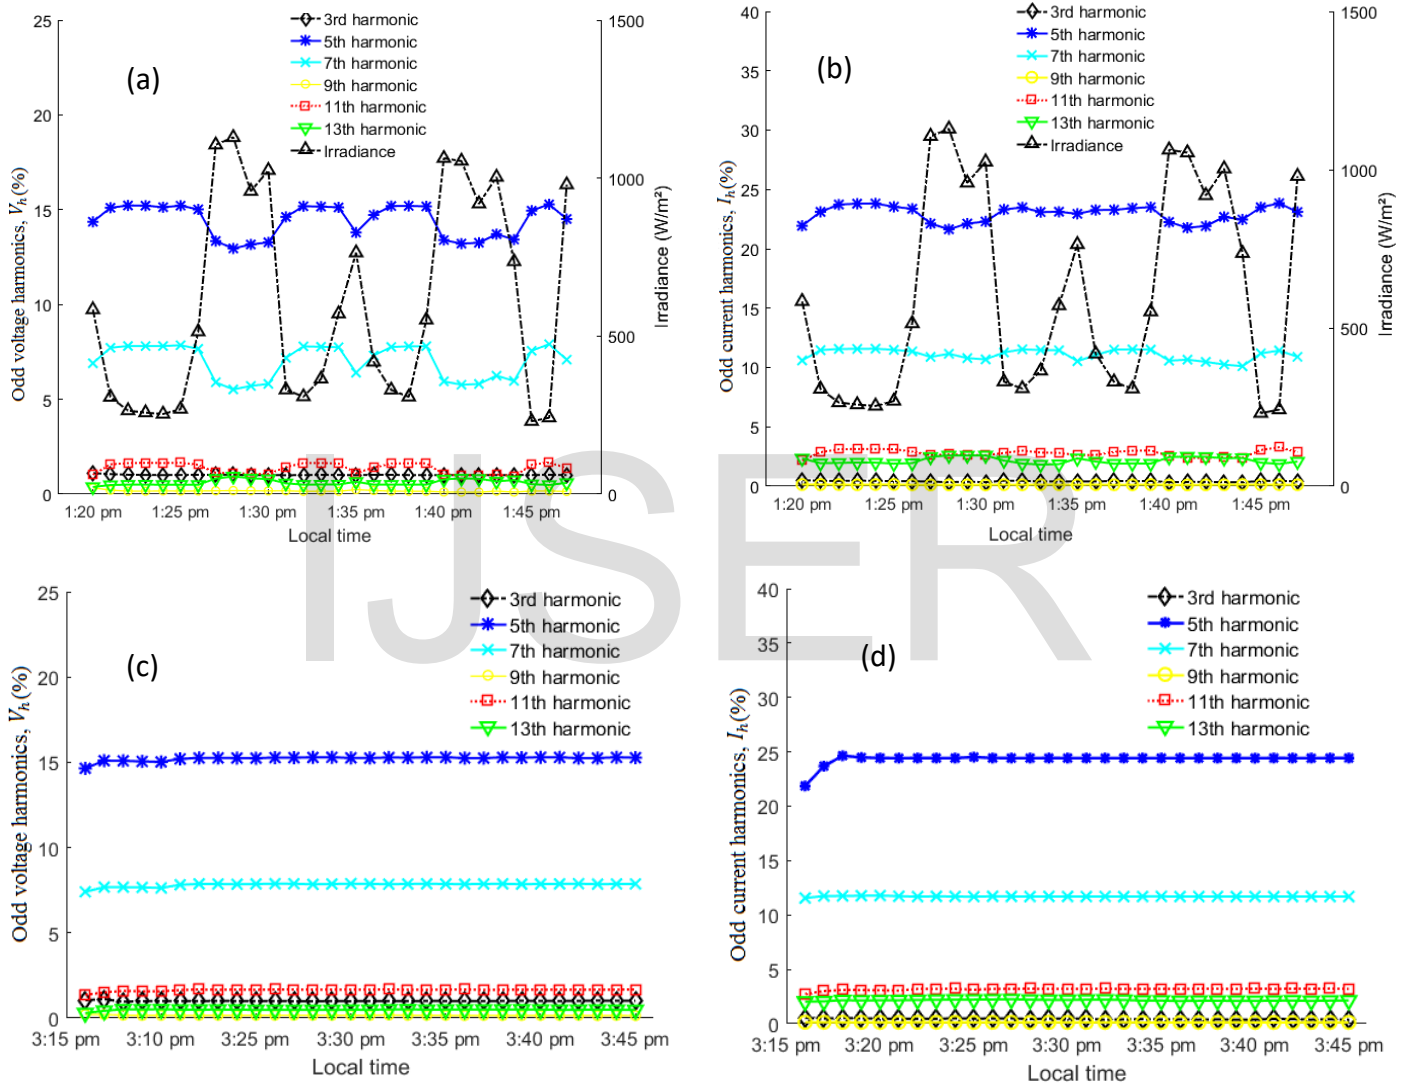 (a)
3rd harmonic
5th harmonic
7th harmonic
9th harmonic
11th harmonic
13th harmonic
Irradiance
25
20
15
10
5
0
1500
1000
500
0
Odd voltage harmonics, Vₕ(%)
Irradiance (W/m²)
1:20 pm 1:25 pm 1:30 pm 1:35 pm 1:40 pm 1:45 pm
Local time
(b)
3rd harmonic
5th harmonic
7th harmonic
9th harmonic
11th harmonic
13th harmonic
Irradiance
40
35
30
25
20
15
10
5
0
1500
1000
500
0
Odd current harmonics, Iₕ(%)
Irradiance (W/m²)
1:20 pm 1:25 pm 1:30 pm 1:35 pm 1:40 pm 1:45 pm
Local time
IJSER
(c)
3rd harmonic
5th harmonic
7th harmonic
9th harmonic
11th harmonic
13th harmonic
25
20
15
10
5
0
Odd voltage harmonics, Vₕ(%)
3:15 pm 3:10 pm 3:25 pm 3:30 pm 3:35 pm 3:40 pm 3:45 pm
Local time
(d)
3rd harmonic
5th harmonic
7th harmonic
9th harmonic
11th harmonic
13th harmonic
40
35
30
25
20
15
10
5
0
Odd current harmonics, Iₕ(%)
3:15 pm 3:20 pm 3:25 pm 3:30 pm 3:35 pm 3:40 pm 3:45 pm
Local time